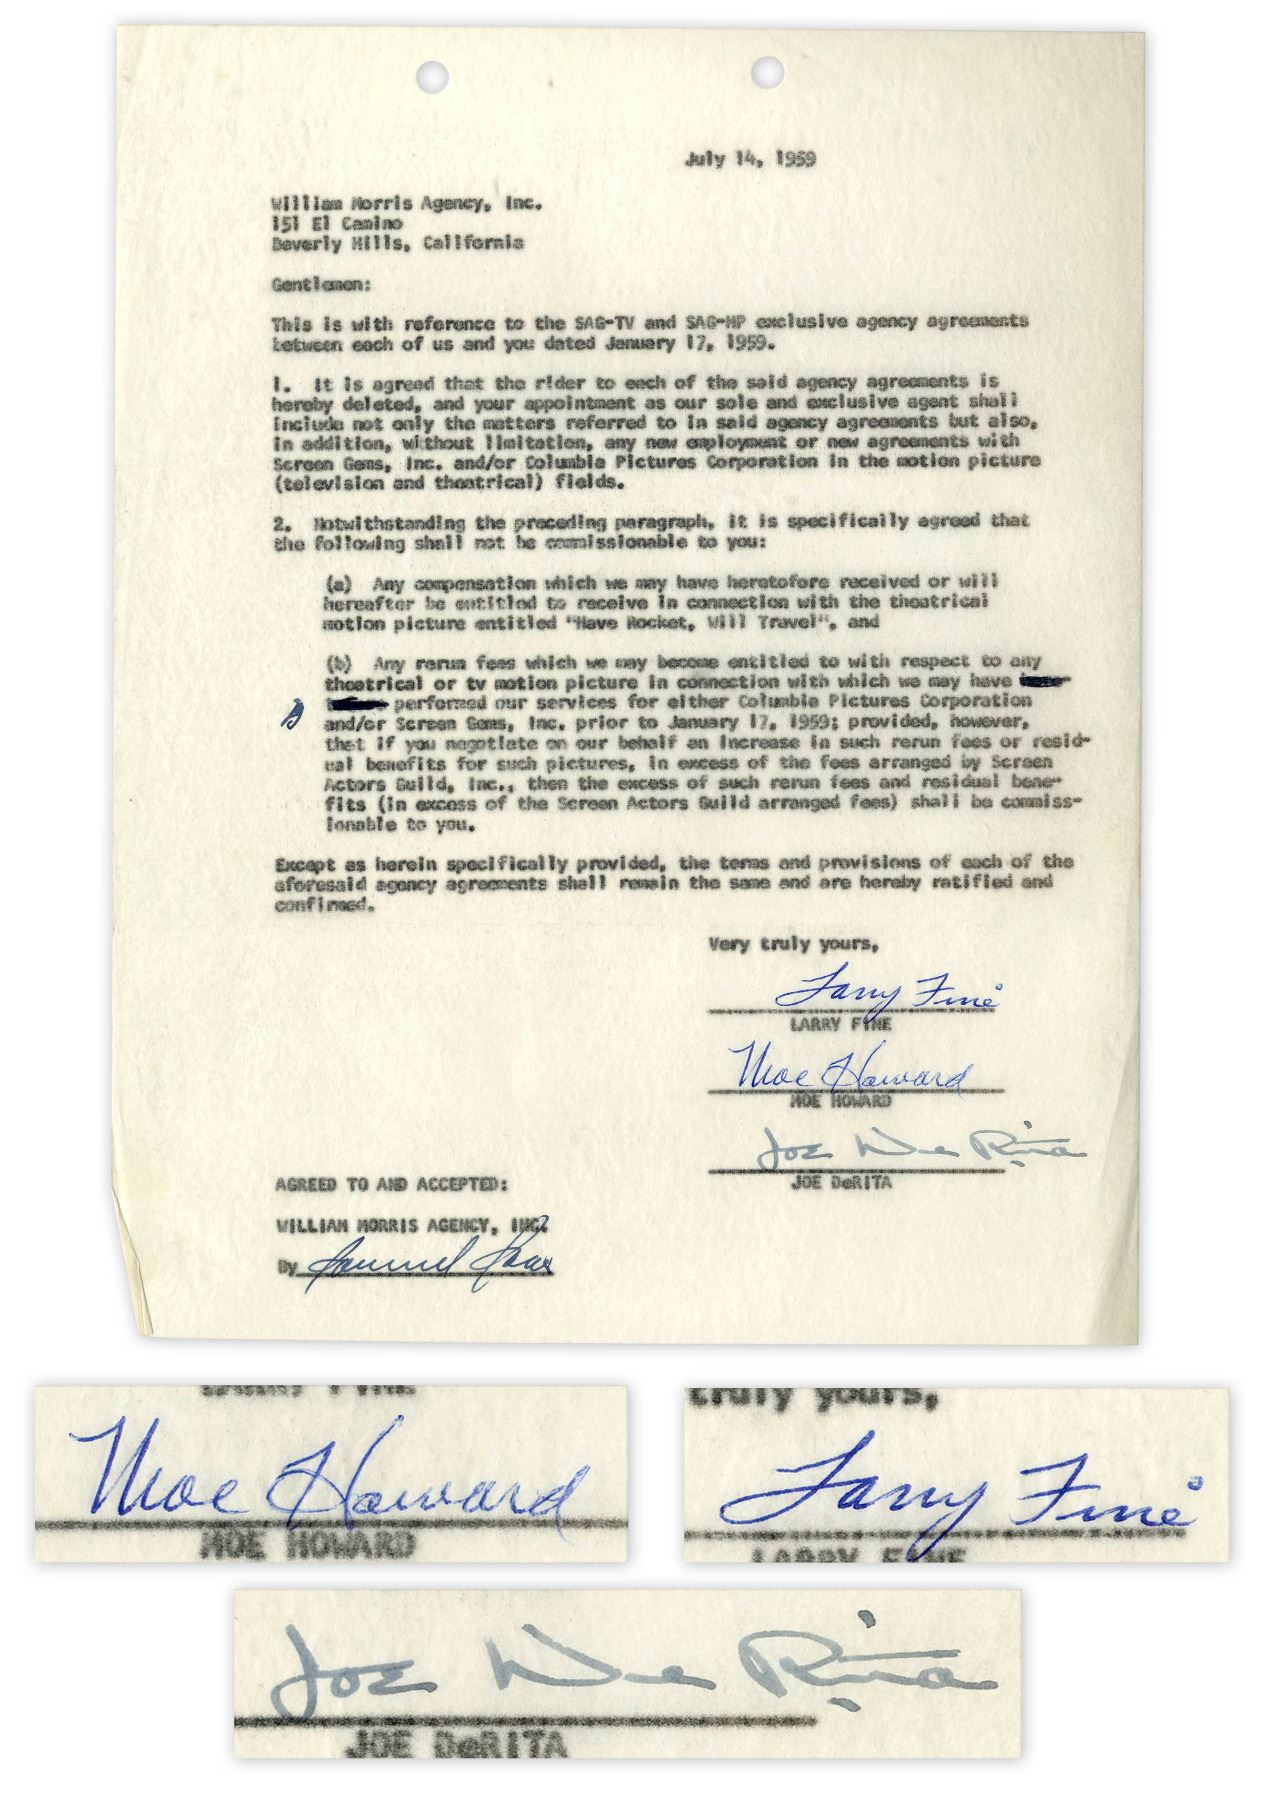 July 14, 1959
William Morris Agency, Inc.
151 El Camino
Beverly Hills, California
Gentlemen:
This is with reference to the SAG-TV and SAG-MP exclusive agency agreements
between each of us and you dated January 17, 1959.
1. It is agreed that the rider to each of the said agency agreements is
hereby deleted, and your appointment as our sole and exclusive agent shall
include not only the matters referred to in said agency agreements but also,
in addition, without limitation, any new employment or new agreements with
Screen Gems, Inc. and/or Columbia Pictures Corporation in the motion picture
(television and theatrical) fields.
2. Notwithstanding the preceding paragraph, it is specifically agreed that
the following shall not be commissionable to you:
(a) Any compensation which we may have heretofore received or will
hereafter be entitled to receive in connection with the theatrical
motion picture entitled "Have Rocket, Will Travel", and
(b) Any rerun fees which we may become entitled to with respect to any
theatrical or tv motion picture in connection with which we may have
performed our services for either Columbia Pictures Corporation
and/or Screen Gems, Inc. prior to January 17, 1959; provided, however,
that if you negotiate on our behalf an increase in such rerun fees or resid-
ual benefits for such pictures, in excess of the fees arranged by Screen
Actors Guild, Inc., then the excess of such rerun fees and residual bene-
fits (in excess of the Screen Actors Guild arranged fees) shall be commiss-
ionable to you.
Except as herein specifically provided, the terms and provisions of each of the
aforesaid agency agreements shall remain the same and are hereby ratified and
confirmed.
Very truly yours,
Larry Fine
LARRY FINE
Moe Howard
MOE HOWARD
Joe De Rita
JOE DeRITA
AGREED TO AND ACCEPTED:
WILLIAM MORRIS AGENCY, INC.
By Samuel
LARRY FINE
Moe Howard
MOE HOWARD
truly yours,
Larry Fine
LARRY FINE
Joe De Rita
JOE DeRITA